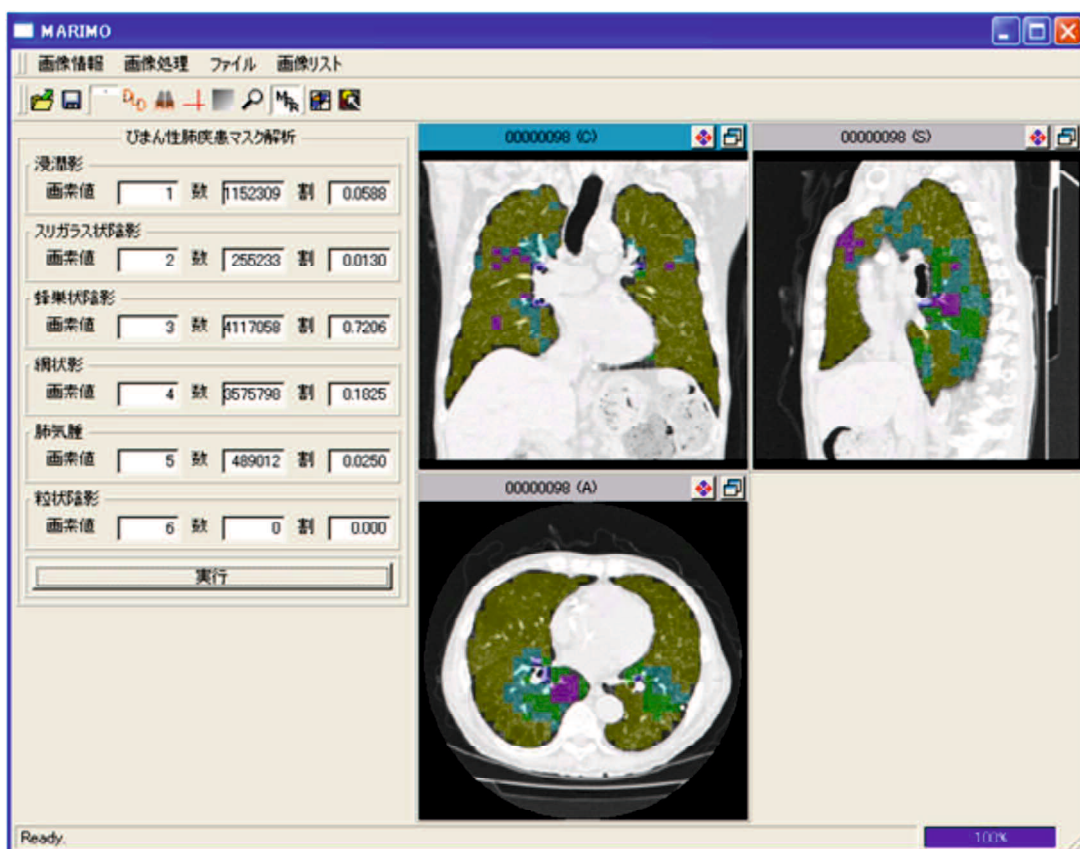 MARIMO
画像情報 画像処理 ファイル 画像リスト
MRR
びまん性肺疾患マスク解析
浸潤影
画素値 1 数 1152309 割 0.0588
スリガラス状陰影
画素値 2 数 255233 割 0.0130
蜂巣状陰影
画素値 3 数 4117058 割 0.7206
網状影
画素値 4 数 3575798 割 0.1825
肺気腫
画素値 5 数 489012 割 0.0250
粒状陰影
画素値 6 数 0 割 0.000
実行
00000098 (C)
00000098 (S)
00000098 (A)
Ready.
100%